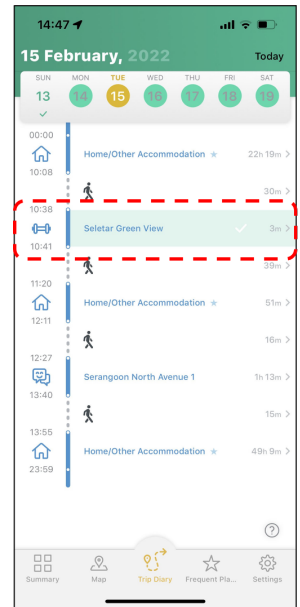 14:47
15 February, 2022
Today
SUN MON TUE WED THU FRI SAT
13 14 15 16 17 18 19
00:00
Home/Other Accommodation 22h 19m
10:08
30m
10:38
Seletar Green View 3m
10:41
39m
11:20
Home/Other Accommodation 51m
12:11
16m
12:27
Serangoon North Avenue 1 1h 13m
13:40
15m
13:55
Home/Other Accommodation 49h 9m
23:59
?
Summary Map Trip Diary Frequent Pla... Settings